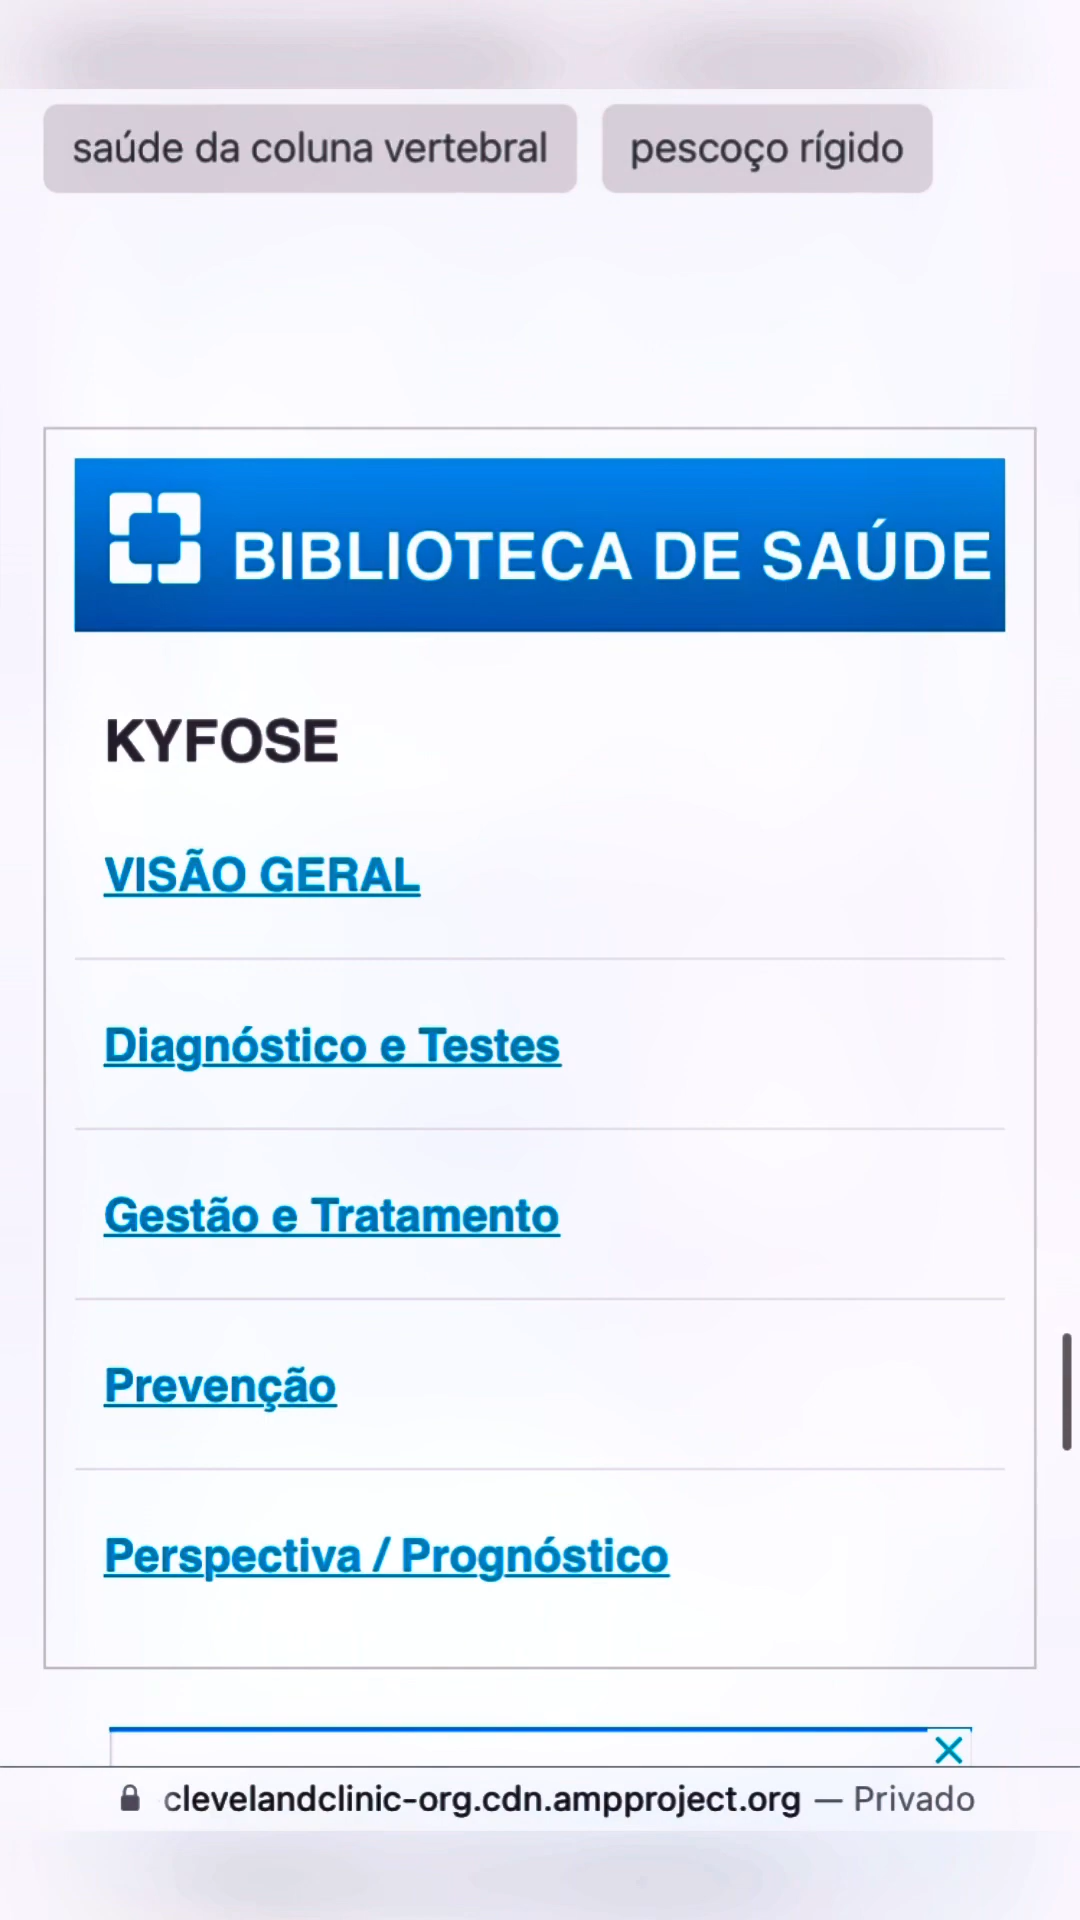 saúde da coluna vertebral pescoço rígido
BIBLIOTECA DE SAÚDE
KYFOSE
VISÃO GERAL
Diagnóstico e Testes
Gestão e Tratamento
Prevenção
Perspectiva / Prognóstico
clevelandclinic-org.cdn.ampproject.org — Privado